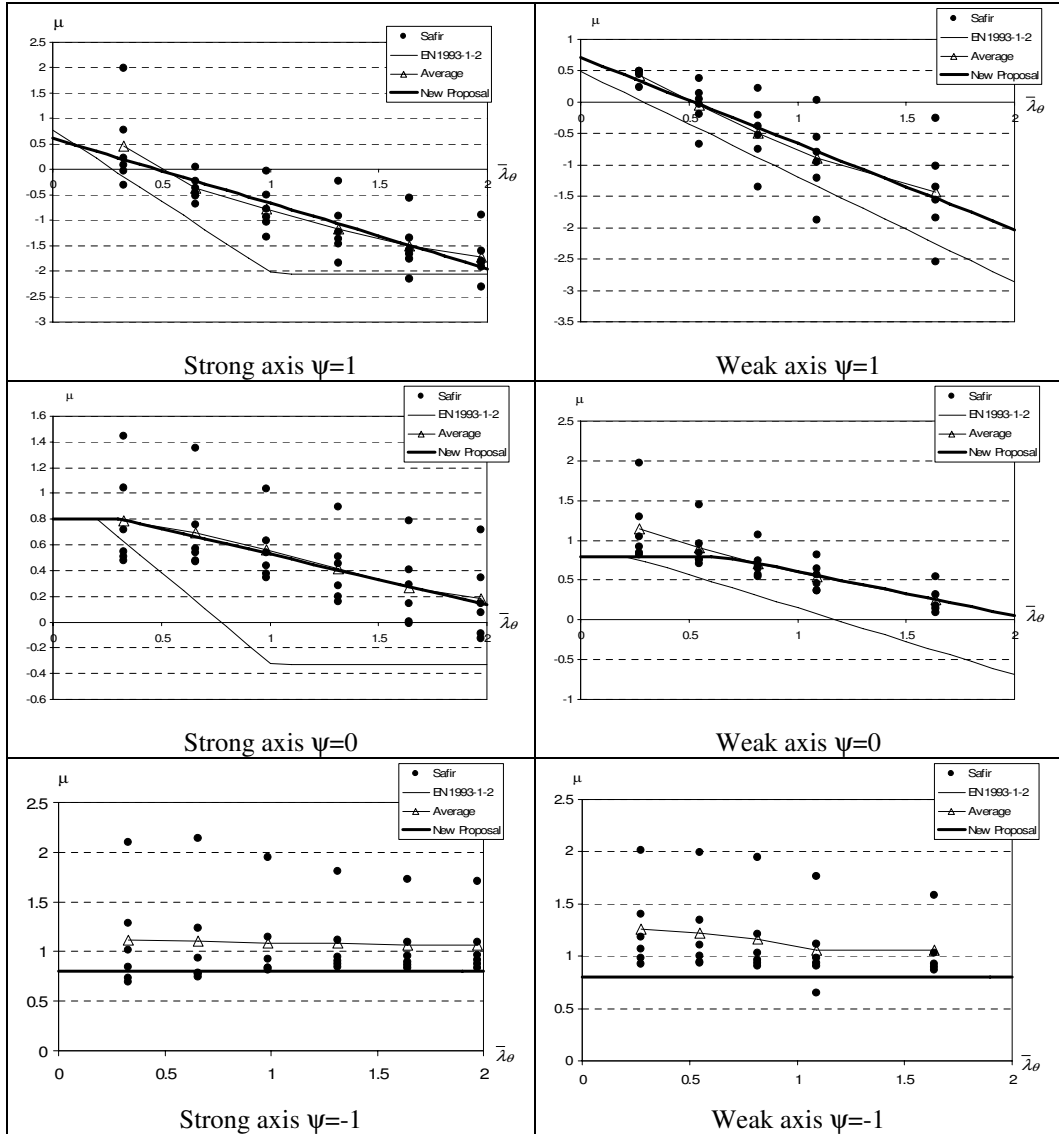 μ
2.5
2
1.5
1
0.5
0
-0.5
-1
-1.5
-2
-2.5
-3
0 0.5 1 1.5 2
λ̅θ
Safir
EN1993-1-2
Average
New Proposal
Strong axis ψ=1
μ
1
0.5
0
-0.5
-1
-1.5
-2
-2.5
-3
-3.5
0 0.5 1 1.5 2
λ̅θ
Safir
EN1993-1-2
Average
New Proposal
Weak axis ψ=1
μ
1.6
1.4
1.2
1
0.8
0.6
0.4
0.2
0
-0.2
-0.4
-0.6
0 0.5 1 1.5 2
λ̅θ
Safir
EN1993-1-2
Average
New Proposal
Strong axis ψ=0
μ
2.5
2
1.5
1
0.5
0
-0.5
-1
0 0.5 1 1.5 2
λ̅θ
Safir
EN1993-1-2
Average
New Proposal
Weak axis ψ=0
μ
2.5
2
1.5
1
0.5
0
0 0.5 1 1.5 2
λ̅θ
Safir
EN1993-1-2
Average
New Proposal
Strong axis ψ=-1
μ
2.5
2
1.5
1
0.5
0
0 0.5 1 1.5 2
λ̅θ
Safir
EN1993-1-2
Average
New Proposal
Weak axis ψ=-1